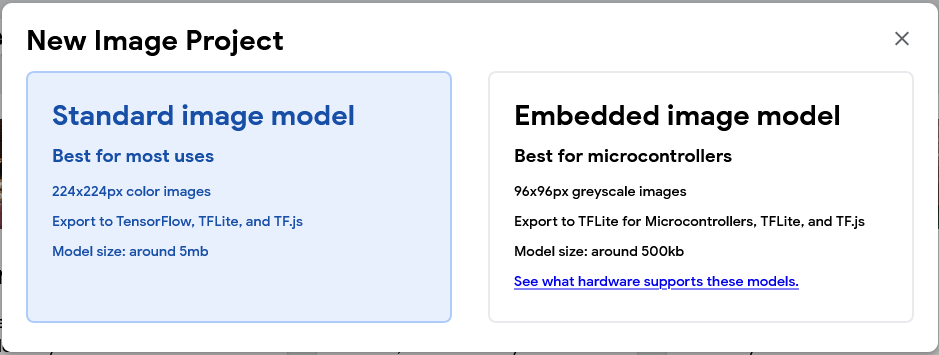 New Image Project
Standard image model
Best for most uses
224x224px color images
Export to TensorFlow, TFLite, and TF.js
Model size: around 5mb
Embedded image model
Best for microcontrollers
96x96px greyscale images
Export to TFLite for Microcontrollers, TFLite, and TF.js
Model size: around 500kb
See what hardware supports these models.